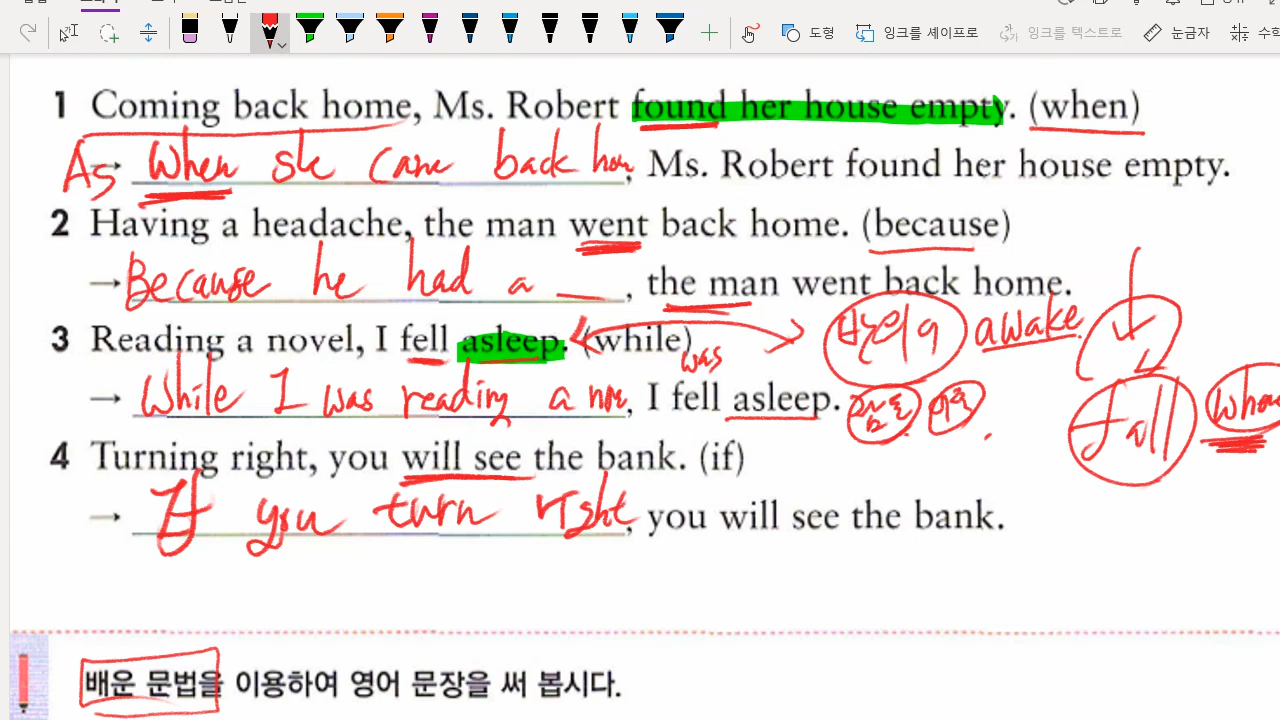 도형 잉크를 셰이프로 잉크를 텍스트로 눈금자
1 Coming back home, Ms. Robert found her house empty. (when)
As → When she came back hom, Ms. Robert found her house empty.
2 Having a headache, the man went back home. (because)
→ Because he had a __, the man went back home.
3 Reading a novel, I fell asleep. (while)
awake
was
→ While I was reading a nov, I fell asleep.
fall
4 Turning right, you will see the bank. (if)
→ If you turn right, you will see the bank.
배운 문법을 이용하여 영어 문장을 써 봅시다.